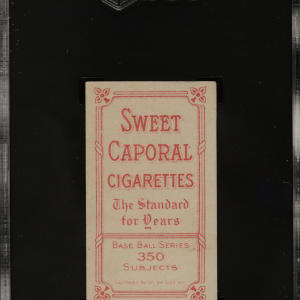 SWEET
CAPORAL
CIGARETTES
The Standard
for Years
BASE BALL SERIES
350
SUBJECTS